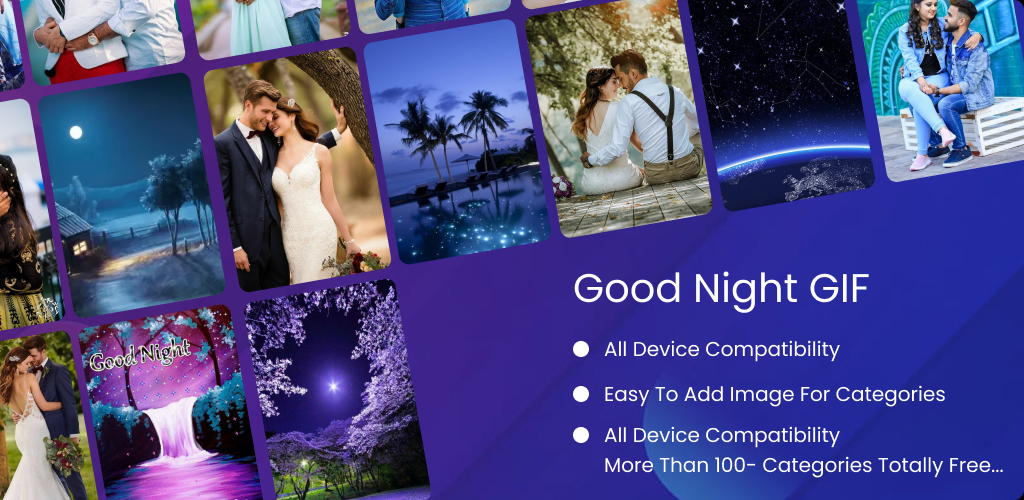 Good Night
Good Night GIF
All Device Compatibility
Easy To Add Image For Categories
All Device Compatibility
More Than 100- Categories Totally Free...